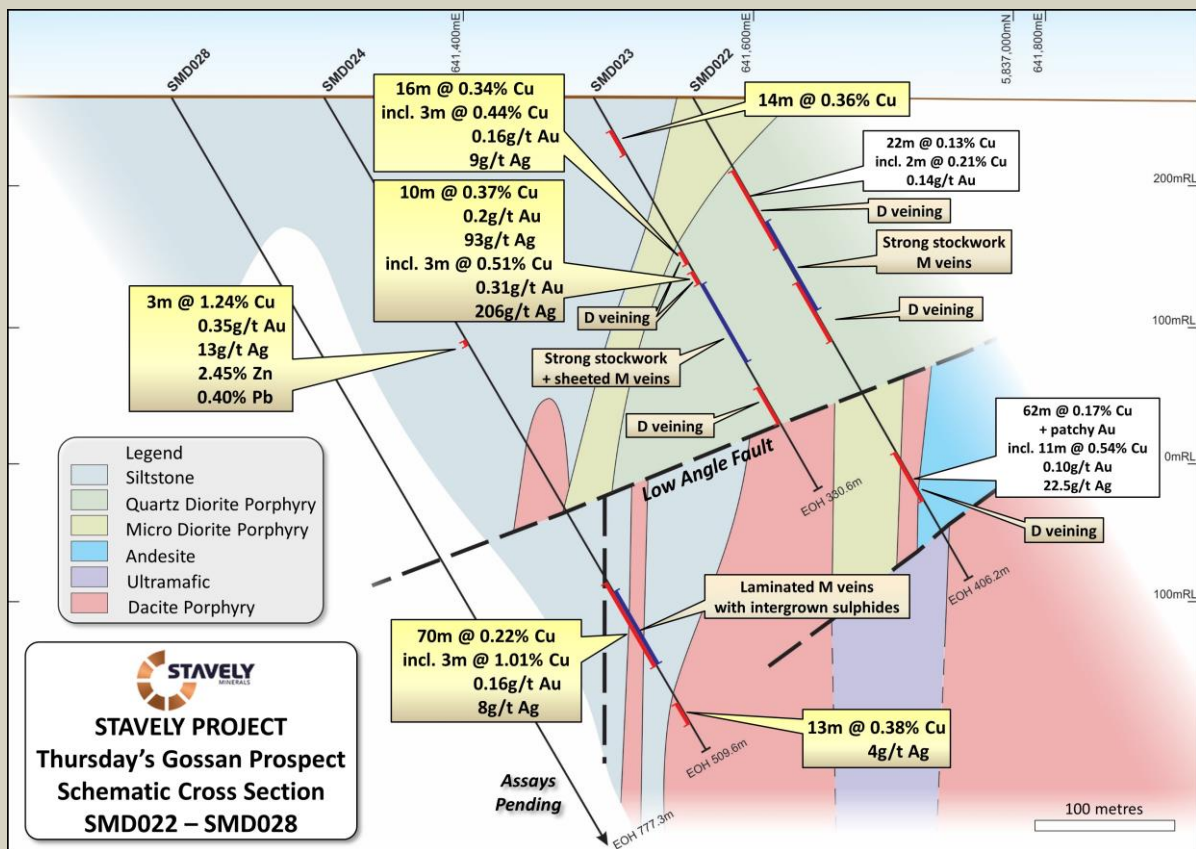 SMD028
SMD024
641,400mE
SMD023
SMD022
641,600mE
5,837,000mN
641,800mE
16m @ 0.34% Cu
incl. 3m @ 0.44% Cu
0.16g/t Au
9g/t Ag
14m @ 0.36% Cu
22m @ 0.13% Cu
incl. 2m @ 0.21% Cu
0.14g/t Au
200mRL
200mRL
10m @ 0.37% Cu
0.2g/t Au
93g/t Ag
incl. 3m @ 0.51% Cu
0.31g/t Au
206g/t Ag
D veining
Strong stockwork
M veins
D veining
3m @ 1.24% Cu
0.35g/t Au
13g/t Ag
2.45% Zn
0.40% Pb
D veining
100mRL
Strong stockwork
+ sheeted M veins
D veining
62m @ 0.17% Cu
+ patchy Au
incl. 11m @ 0.54% Cu
0.10g/t Au
22.5g/t Ag
0mRL
D veining
Low Angle Fault
EOH 330.6m
EOH 406.2m
100mRL
Legend
Siltstone
Quartz Diorite Porphyry
Micro Diorite Porphyry
Andesite
Ultramafic
Dacite Porphyry
Laminated M veins
with intergrown sulphides
70m @ 0.22% Cu
incl. 3m @ 1.01% Cu
0.16g/t Au
8g/t Ag
13m @ 0.38% Cu
4g/t Ag
EOH 509.6m
Assays
Pending
EOH 777.3m
STAVELY
MINERALS
STAVELY PROJECT
Thursday's Gossan Prospect
Schematic Cross Section
SMD022 – SMD028
100 metres